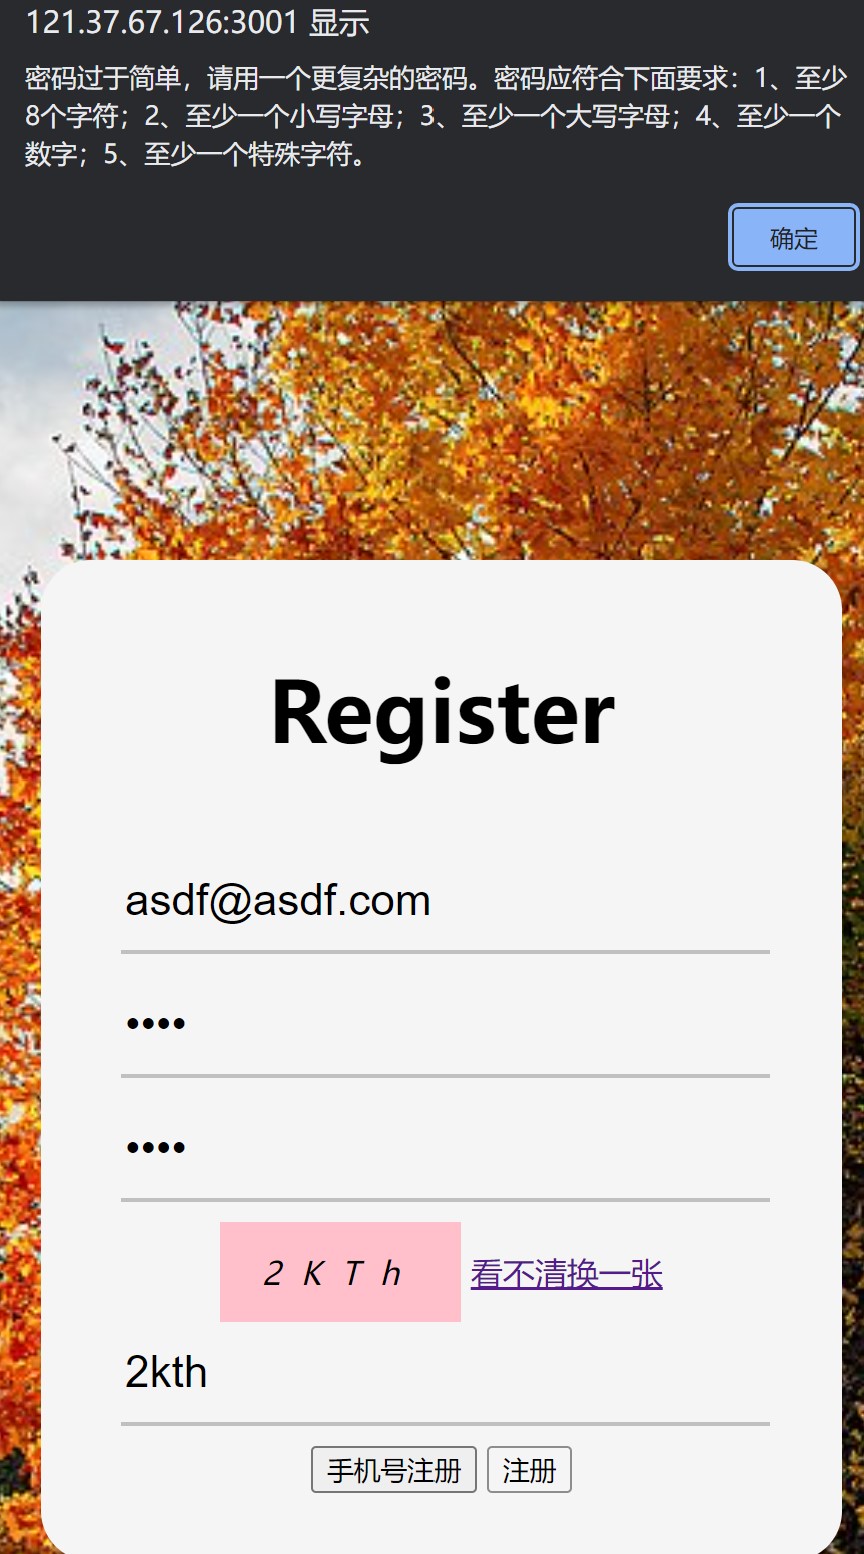 121.37.67.126:3001 显示
密码过于简单，请用一个更复杂的密码。密码应符合下面要求：1、至少
8个字符；2、至少一个小写字母；3、至少一个大写字母；4、至少一个
数字；5、至少一个特殊字符。
确定
Register
asdf@asdf.com
••••
••••
2 K T h 看不清换一张
2kth
手机号注册 注册